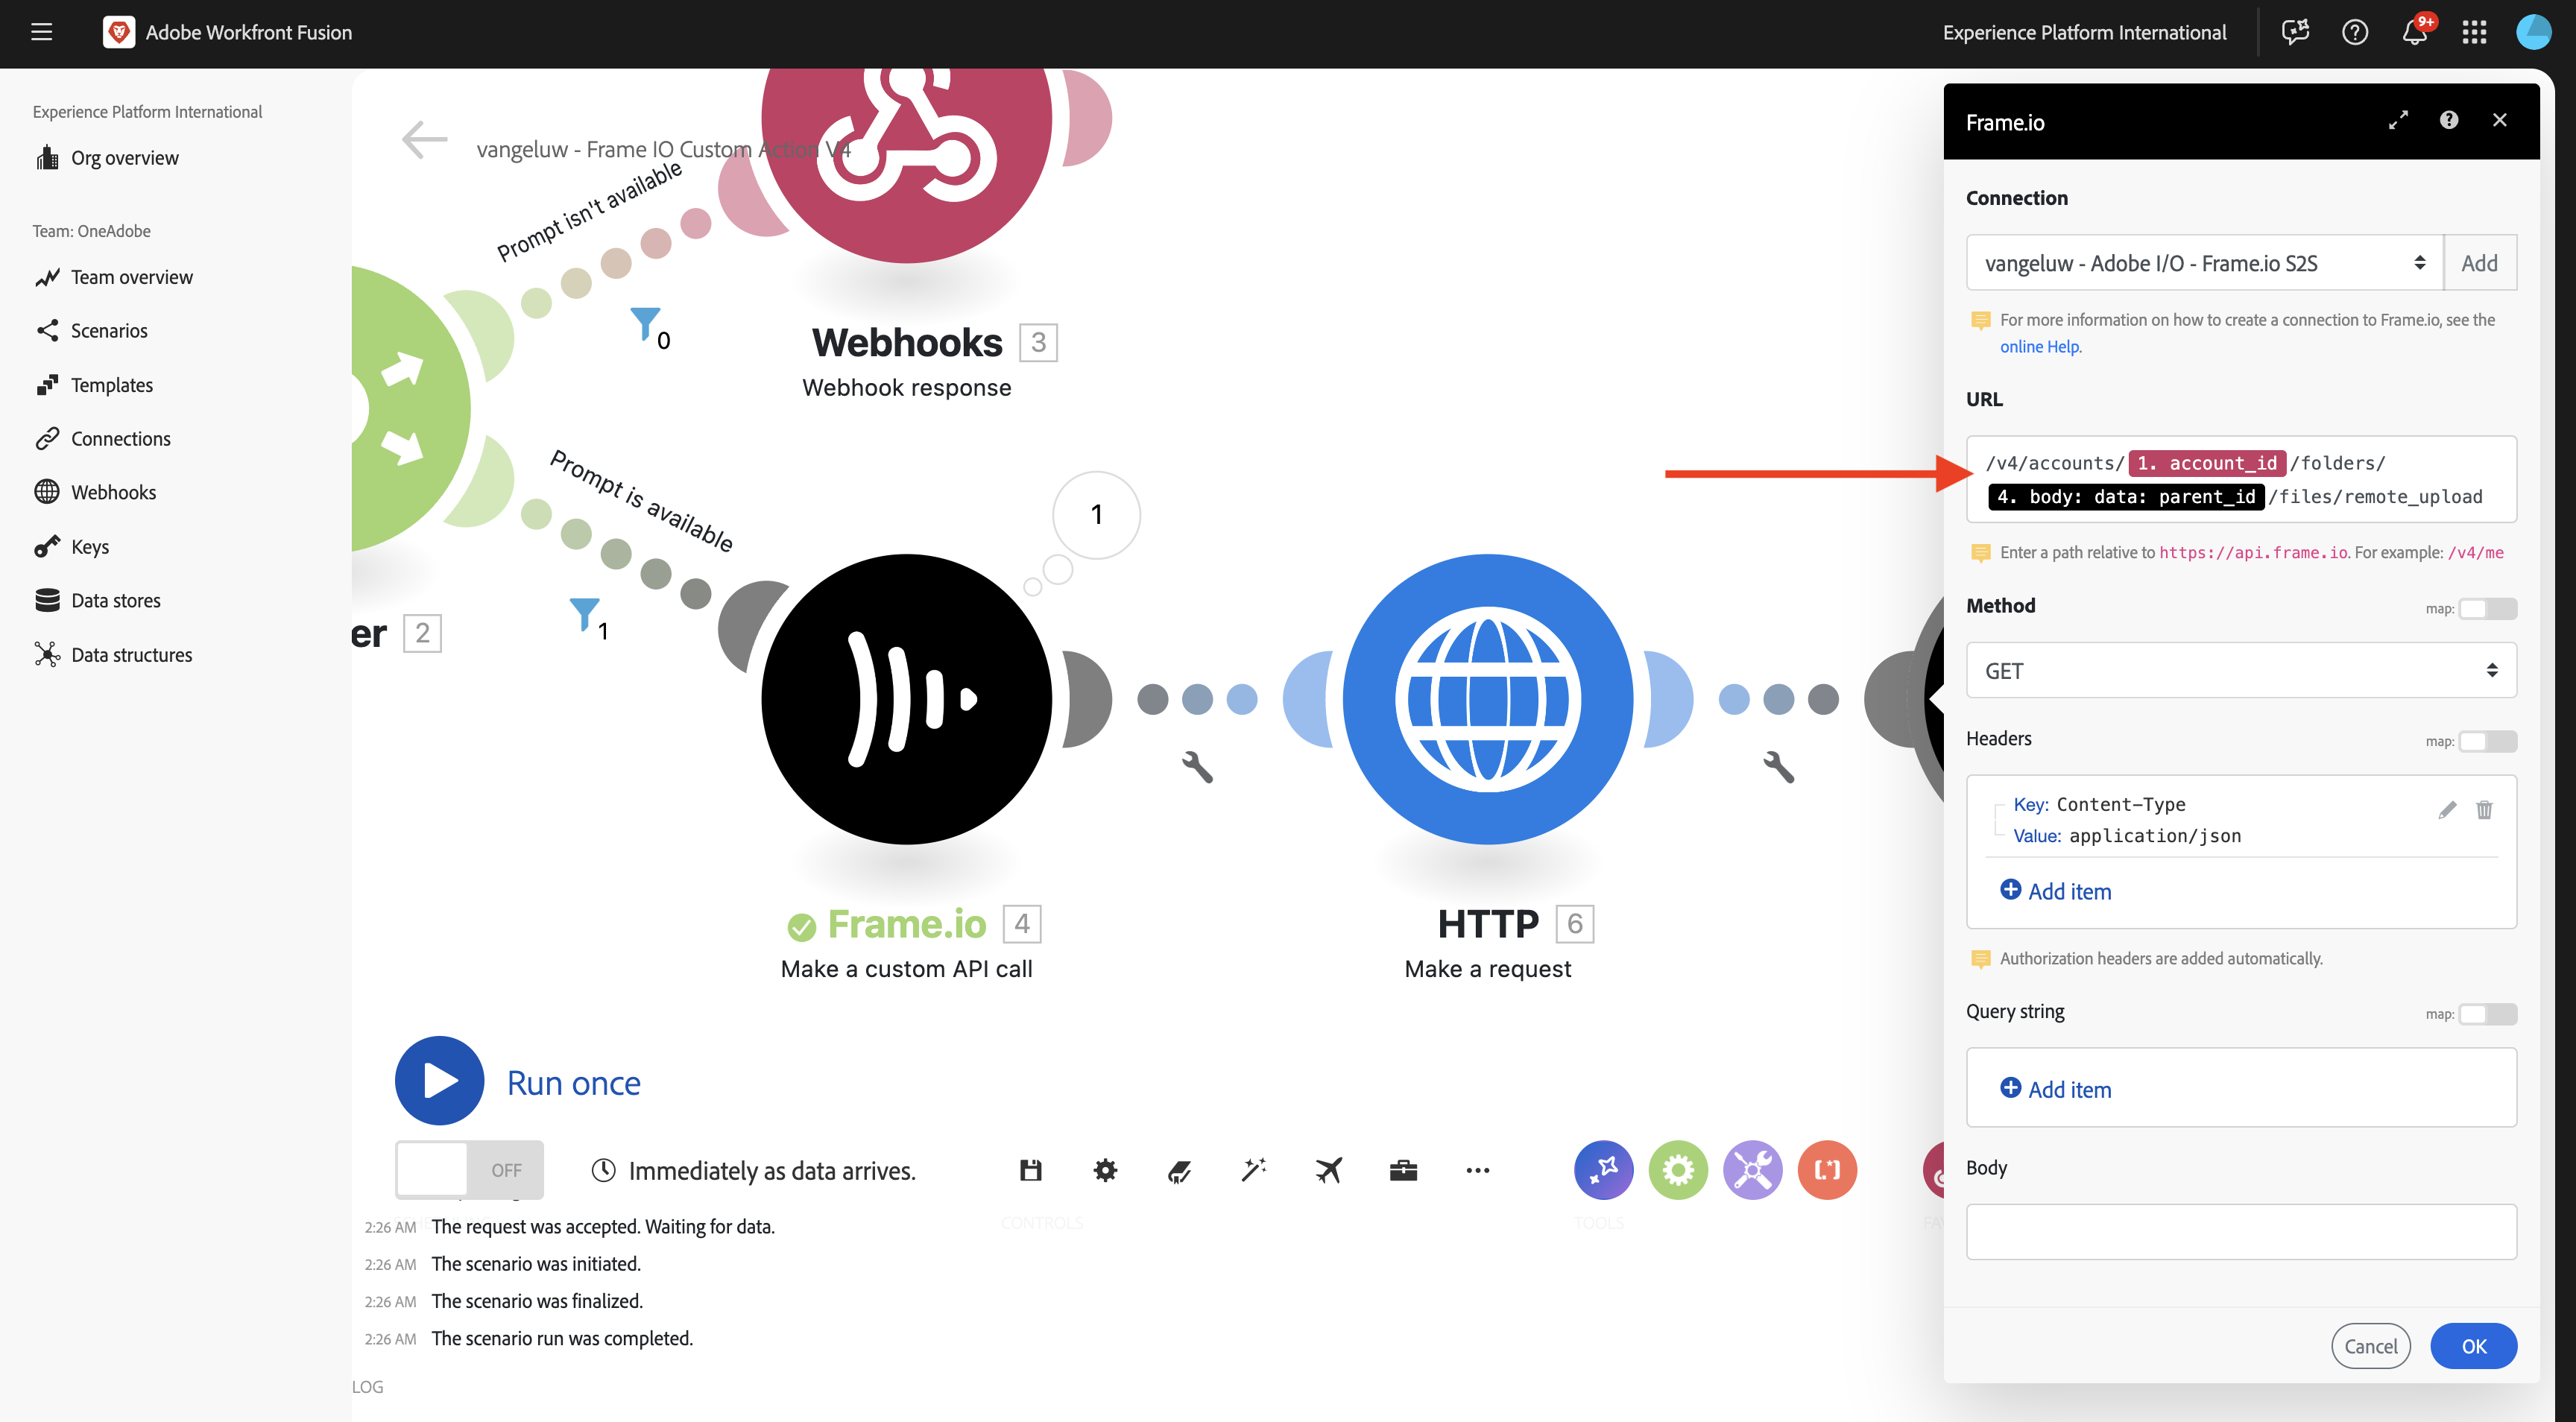 Adobe Workfront Fusion
Experience Platform International
9+
Experience Platform International
Org overview
Team: OneAdobe
Team overview
Scenarios
Templates
Connections
Webhooks
Keys
Data stores
Data structures
vangeluw - Frame IO Custom Action V4
Prompt isn't available
0
Webhooks 3
Webhook response
Prompt is available
1
1
er 2
Frame.io 4
Make a custom API call
HTTP 6
Make a request
Run once
OFF
Immediately as data arrives.
[.*]
CONTROLS
TOOLS
FA
2:26 AM The request was accepted. Waiting for data.
2:26 AM The scenario was initiated.
2:26 AM The scenario was finalized.
2:26 AM The scenario run was completed.
LOG
Frame.io
Connection
vangeluw - Adobe I/O - Frame.io S2S
Add
For more information on how to create a connection to Frame.io, see the
online Help.
URL
/v4/accounts/ 1. account_id /folders/
4. body: data: parent_id /files/remote_upload
Enter a path relative to https://api.frame.io. For example: /v4/me
Method
map:
GET
Headers
map:
Key: Content-Type
Value: application/json
Add item
Authorization headers are added automatically.
Query string
map:
Add item
Body
Cancel
OK